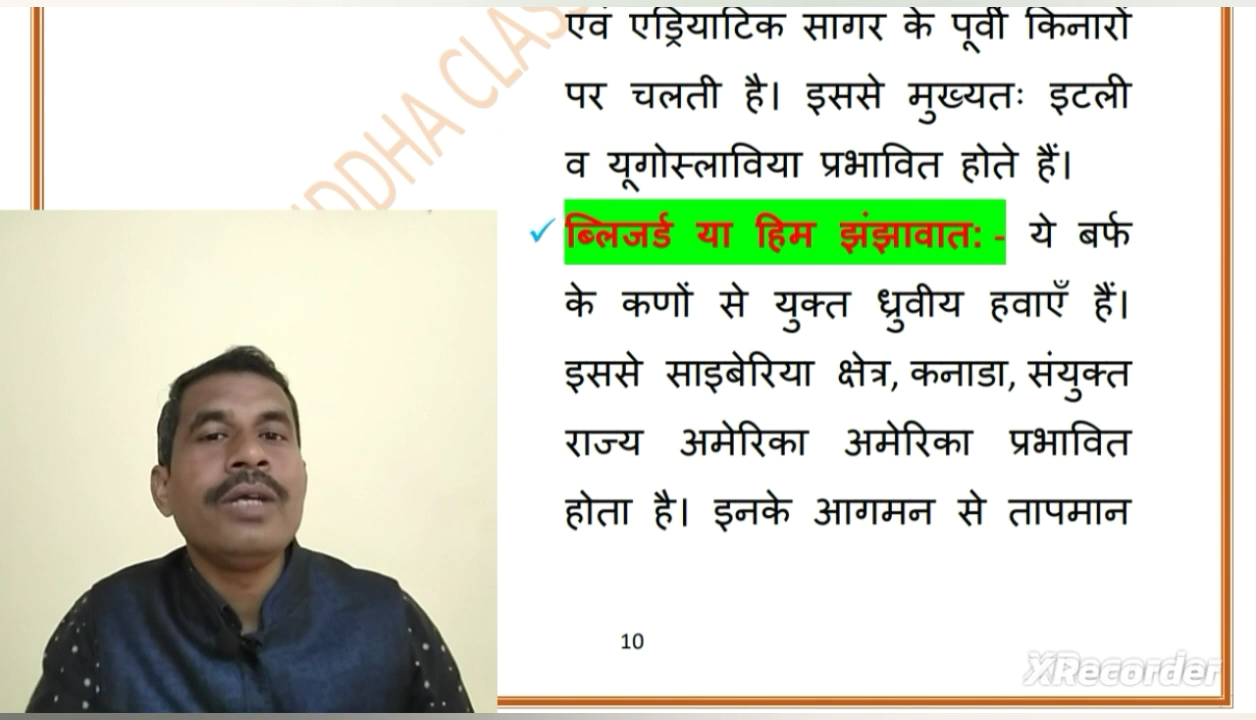 एवं एड्रियाटिक सागर के पूर्वी किनारों
पर चलती है। इससे मुख्यतः इटली
व यूगोस्लाविया प्रभावित होते हैं।
✓ ब्लिजर्ड या हिम झंझावात: - ये बर्फ
के कणों से युक्त ध्रुवीय हवाएँ हैं।
इससे साइबेरिया क्षेत्र, कनाडा, संयुक्त
राज्य अमेरिका अमेरिका प्रभावित
होता है। इनके आगमन से तापमान
10
XRecorder